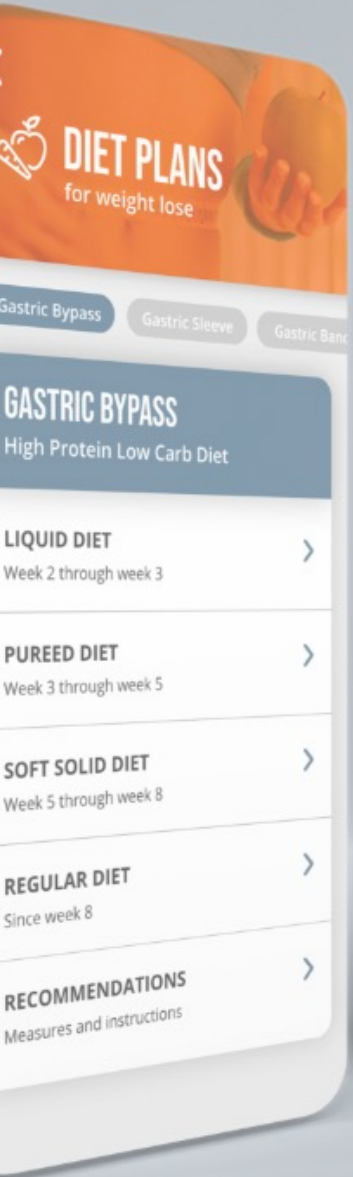 DIET PLANS
for weight lose
Gastric Bypass
Gastric Sleeve
Gastric Band
GASTRIC BYPASS
High Protein Low Carb Diet
LIQUID DIET
Week 2 through week 3
PUREED DIET
Week 3 through week 5
SOFT SOLID DIET
Week 5 through week 8
REGULAR DIET
Since week 8
RECOMMENDATIONS
Measures and instructions